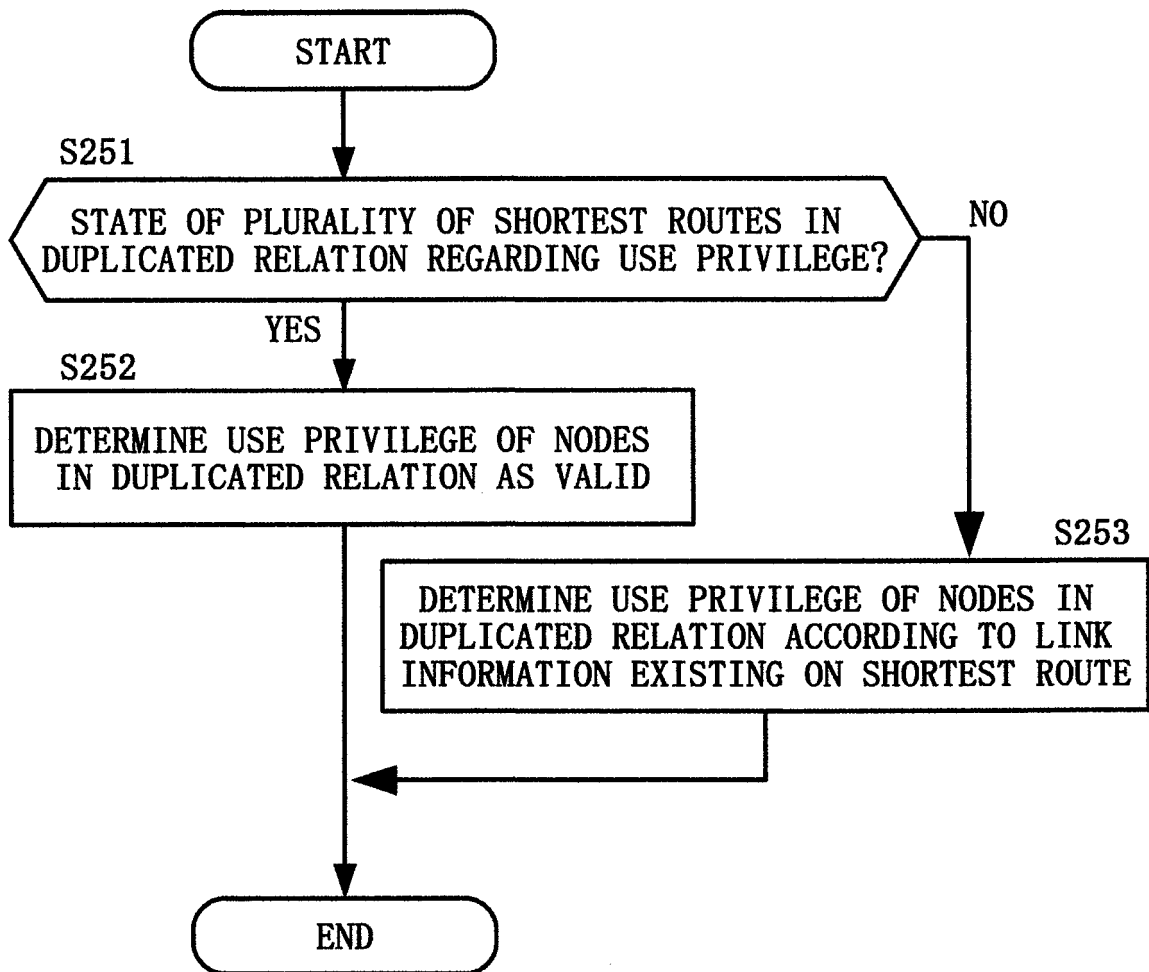 START
S251
STATE OF PLURALITY OF SHORTEST ROUTES IN
DUPLICATED RELATION REGARDING USE PRIVILEGE?
NO
YES
S252
DETERMINE USE PRIVILEGE OF NODES
IN DUPLICATED RELATION AS VALID
S253
DETERMINE USE PRIVILEGE OF NODES IN
DUPLICATED RELATION ACCORDING TO LINK
INFORMATION EXISTING ON SHORTEST ROUTE
END